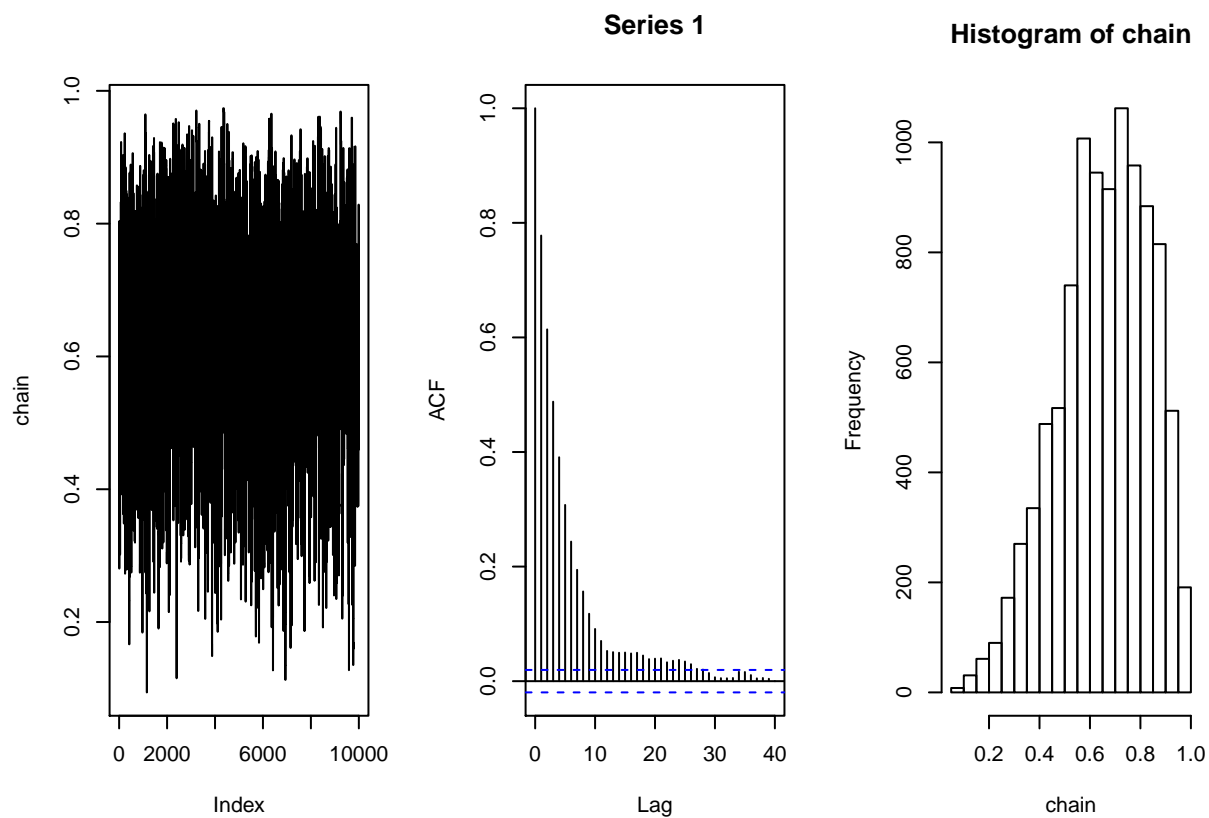 Series 1
Histogram of chain
chain
0.2 0.4 0.6 0.8 1.0
0 2000 6000 10000
Index
ACF
0.0 0.2 0.4 0.6 0.8 1.0
0 10 20 30 40
Lag
Frequency
0 200 400 600 800 1000
0.2 0.4 0.6 0.8 1.0
chain